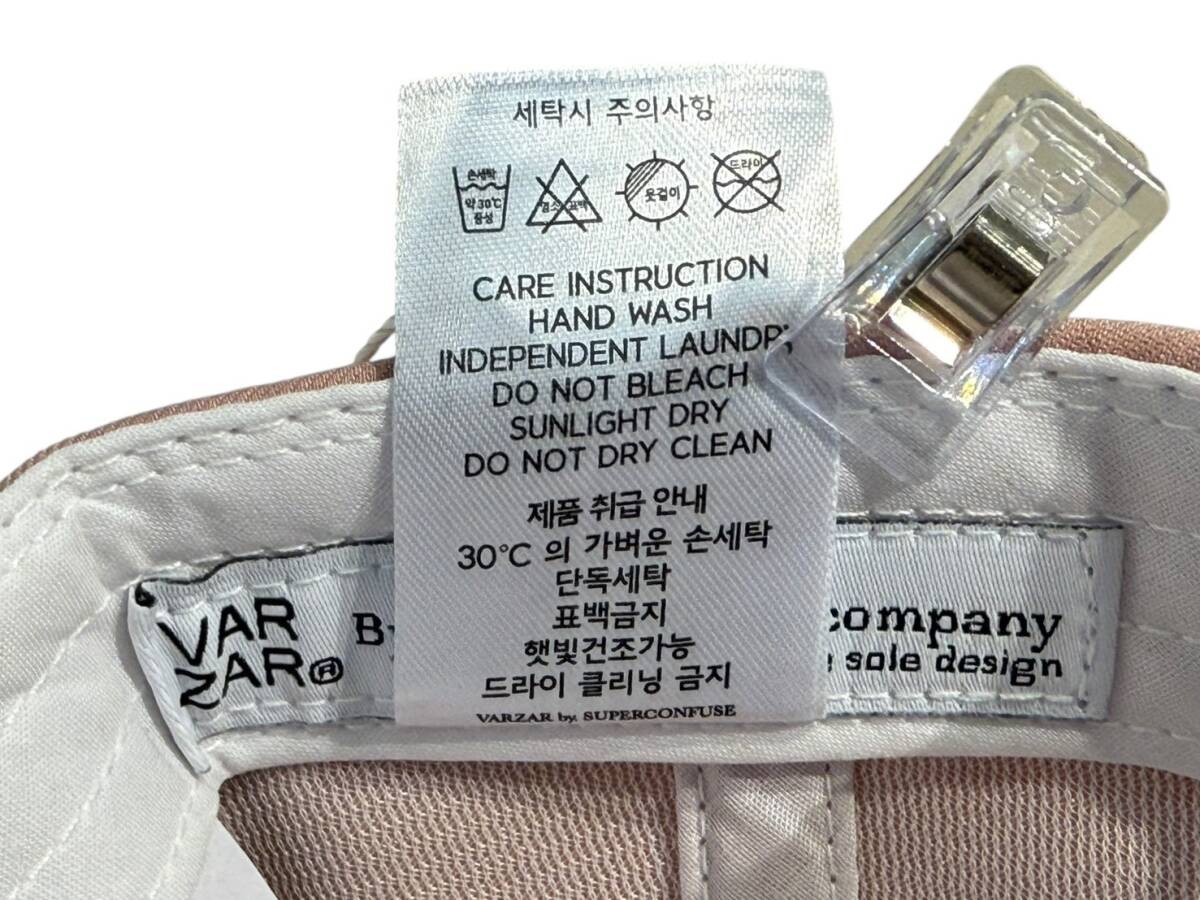 세탁시 주의사항
손세탁
약 30℃
중성
염소 표백
옷걸이
드라이
CARE INSTRUCTION
HAND WASH
INDEPENDENT LAUNDRY
DO NOT BLEACH
SUNLIGHT DRY
DO NOT DRY CLEAN
제품 취급 안내
30℃ 의 가벼운 손세탁
단독세탁
표백금지
햇빛건조가능
드라이 클리닝 금지
VARZAR by SUPERCONFUSE
VAR
ZAR®
company
sole design